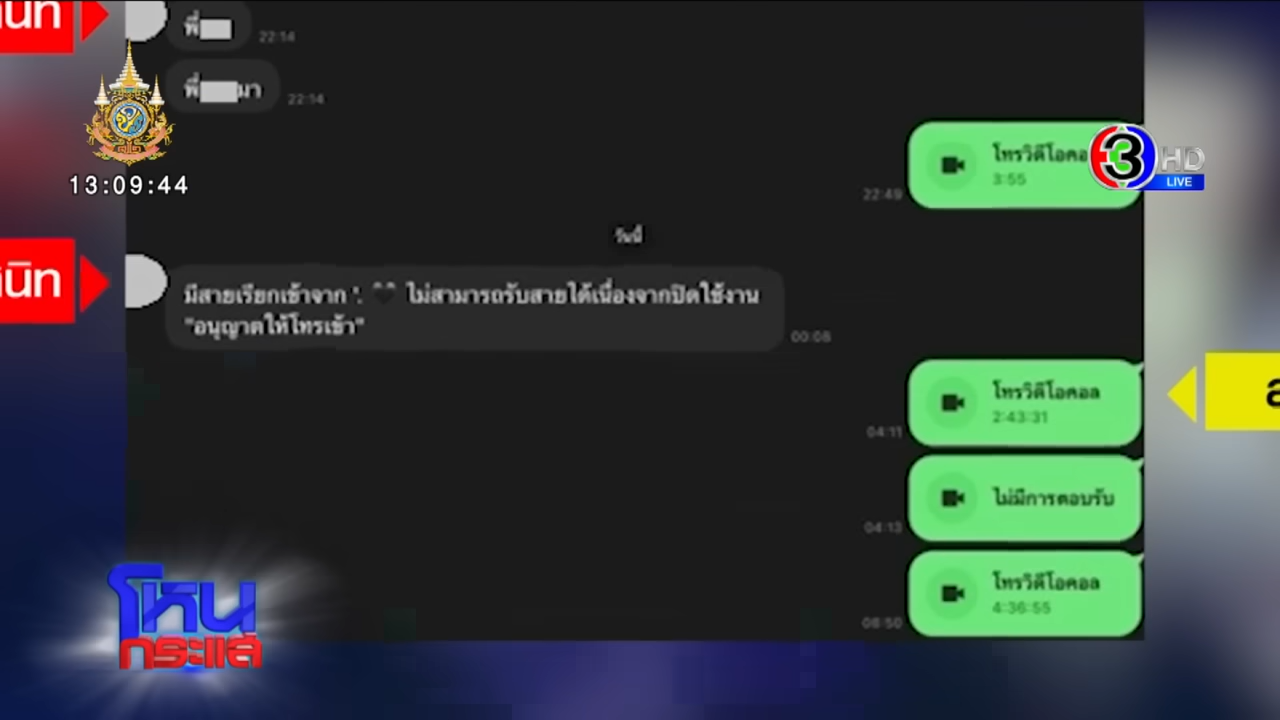 พี่
22:14
พี่ มา
22:14
โทรวิดีโอคอ
3:55
22:49
3 HD
LIVE
13:09:44
วันนี้
นิท
มีสายเรียกเข้าจาก '. ไม่สามารถรับสายได้เนื่องจากปิดใช้งาน
"อนุญาตให้โทรเข้า"
00:08
โทรวิดีโอคอล
2:43:31
04:11
ไม่มีการตอบรับ
04:13
โทรวิดีโอคอล
4:36:55
08:50
โหนกระแส